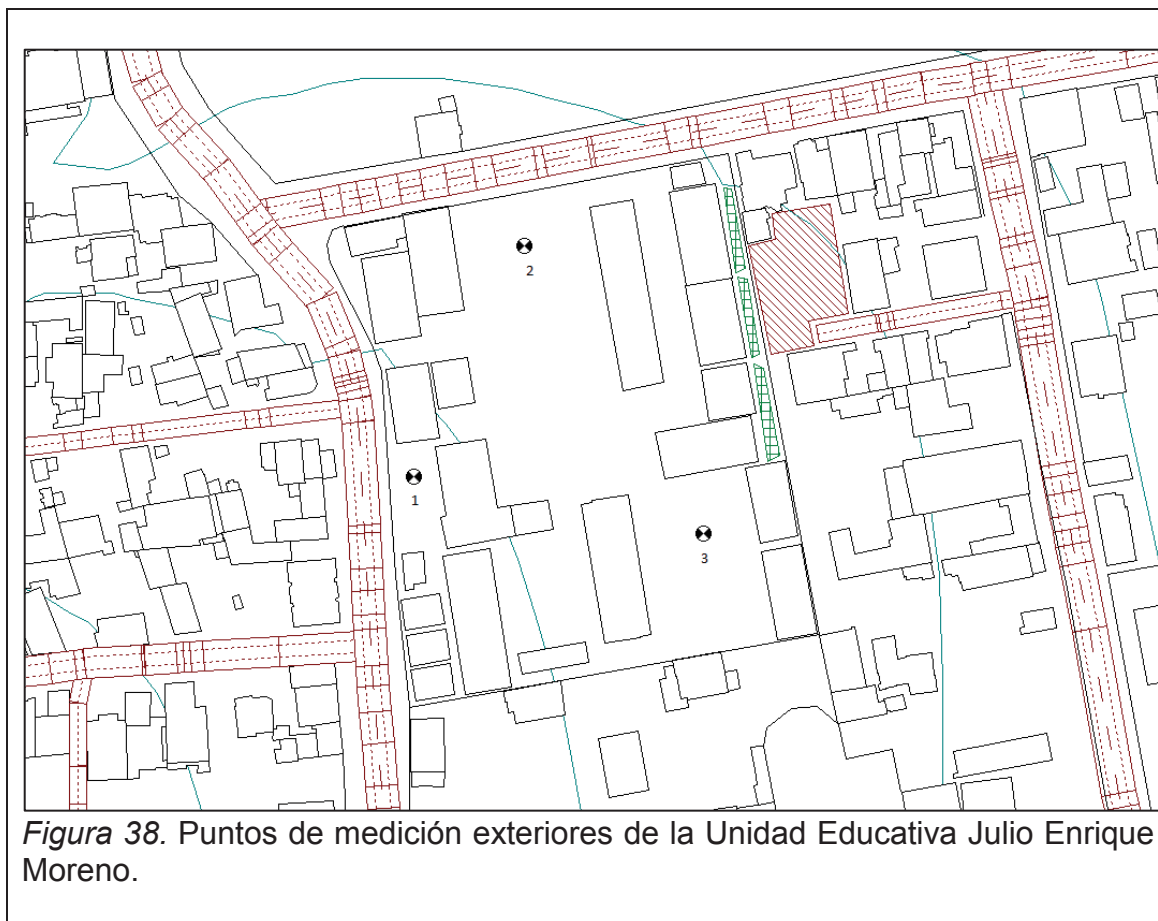 2
1
3
Figura 38. Puntos de medición exteriores de la Unidad Educativa Julio Enrique
Moreno.